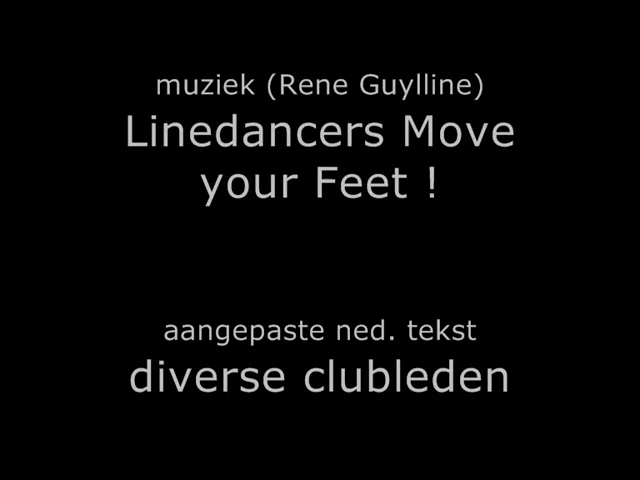 muziek (Rene Guylline)
Linedancers Move
your Feet !
aangepaste ned. tekst
diverse clubleden